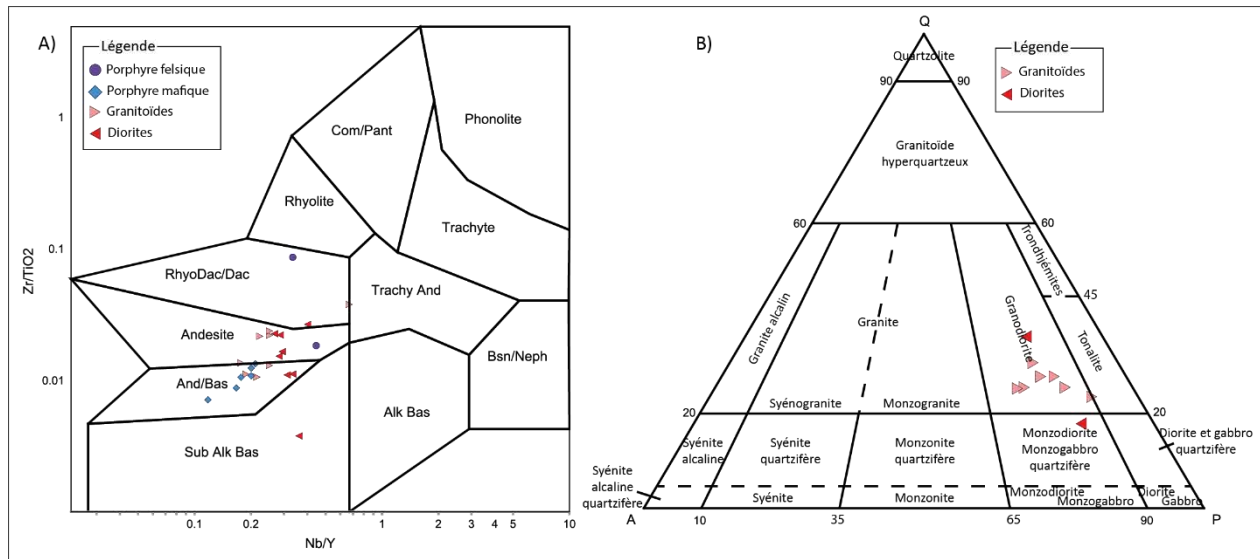 A)
Légende
Porphyre felsique
Porphyre mafique
Granitoïdes
Diorites
Com/Pant
Phonolite
Rhyolite
Trachyte
RhyoDac/Dac
Trachy And
Andesite
Bsn/Neph
And/Bas
Alk Bas
Sub Alk Bas
Zr/TiO2
1
0.1
0.01
0.1
0.2
1
2
3
4
5
10
Nb/Y
B)
Q
Légende
Granitoïdes
Diorites
Quartzolite
90
90
Granitoïde
hyperquartzeux
60
60
Trondhjémites
45
Granite alcalin
Granite
Granodiorite
Tonalite
20
Syénogranite
Monzogranite
20
Syénite
alcaline
Syénite
quartzifère
Monzonite
quartzifère
Monzodiorite
Monzogabbro
quartzifère
Diorite et gabbro
quartzifère
Syénite
alcaline
quartzifère
Syénite
Monzonite
Monzodiorite
Monzogabbro
Diorite
Gabbro
A
10
35
65
90
P